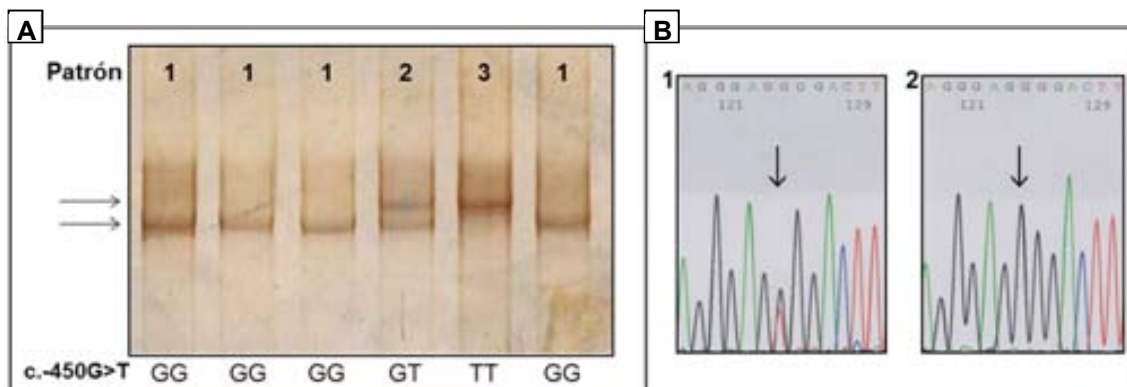 A
Patrón 1 1 1 2 3 1
c.-450G>T GG GG GG GT TT GG
B
1
A G G G A G G G G A C T T
121 129
2
A G G G A G G G G A C T T
121 129